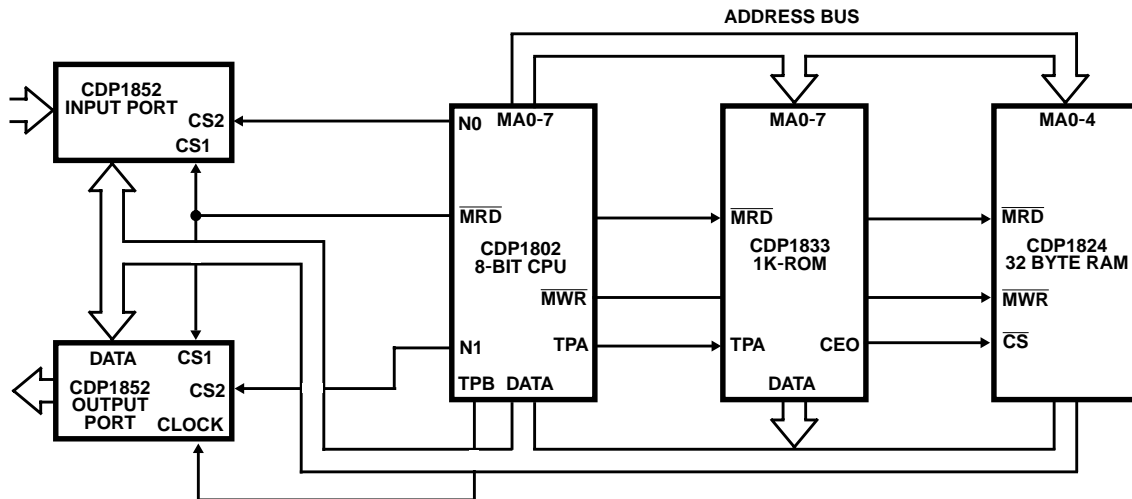 ADDRESS BUS
CDP1852
INPUT PORT
CS2
CS1
N0
MA0-7
MRD
CDP1802
8-BIT CPU
MWR
N1
TPA
TPB
DATA
MA0-7
MRD
CDP1833
1K-ROM
TPA
CEO
DATA
MA0-4
MRD
CDP1824
32 BYTE RAM
MWR
CS
DATA
CS1
CS2
CDP1852
OUTPUT
PORT
CLOCK